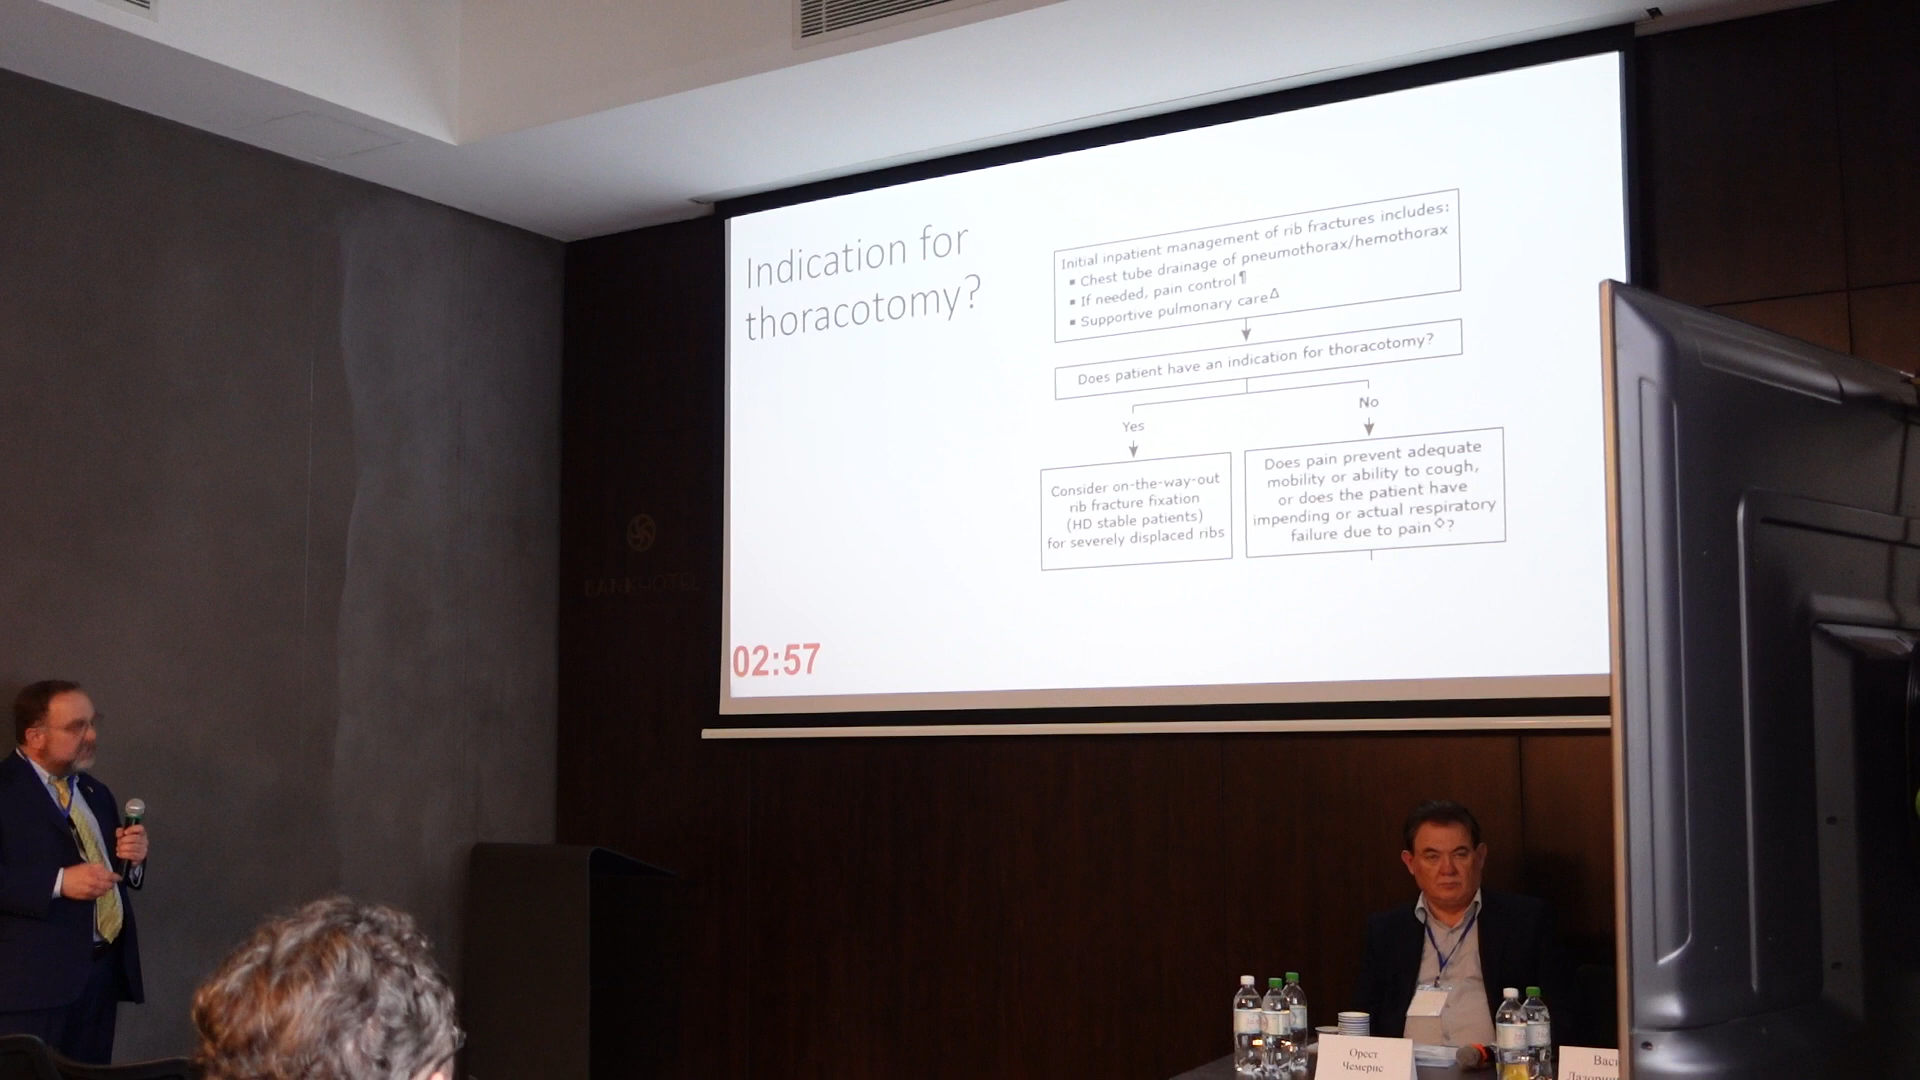 Indication for
thoracotomy?
Initial inpatient management of rib fractures includes:
▪ Chest tube drainage of pneumothorax/hemothorax
▪ If needed, pain control¶
▪ Supportive pulmonary careΔ
Does patient have an indication for thoracotomy?
Yes
No
Consider on-the-way-out
rib fracture fixation
(HD stable patients)
for severely displaced ribs
Does pain prevent adequate
mobility or ability to cough,
or does the patient have
impending or actual respiratory
failure due to pain◇?
02:57
BANKHOTEL
Орест
Чемерис